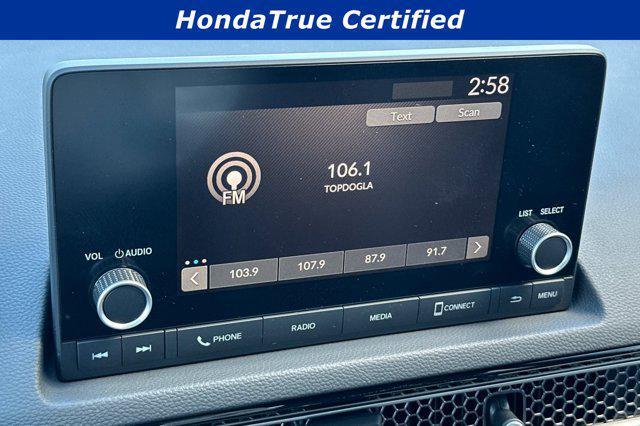 HondaTrue Certified
2:58
Text Scan
106.1
TOPDOGLA
FM
103.9 107.9 87.9 91.7
VOL AUDIO
LIST SELECT
PHONE RADIO MEDIA CONNECT MENU